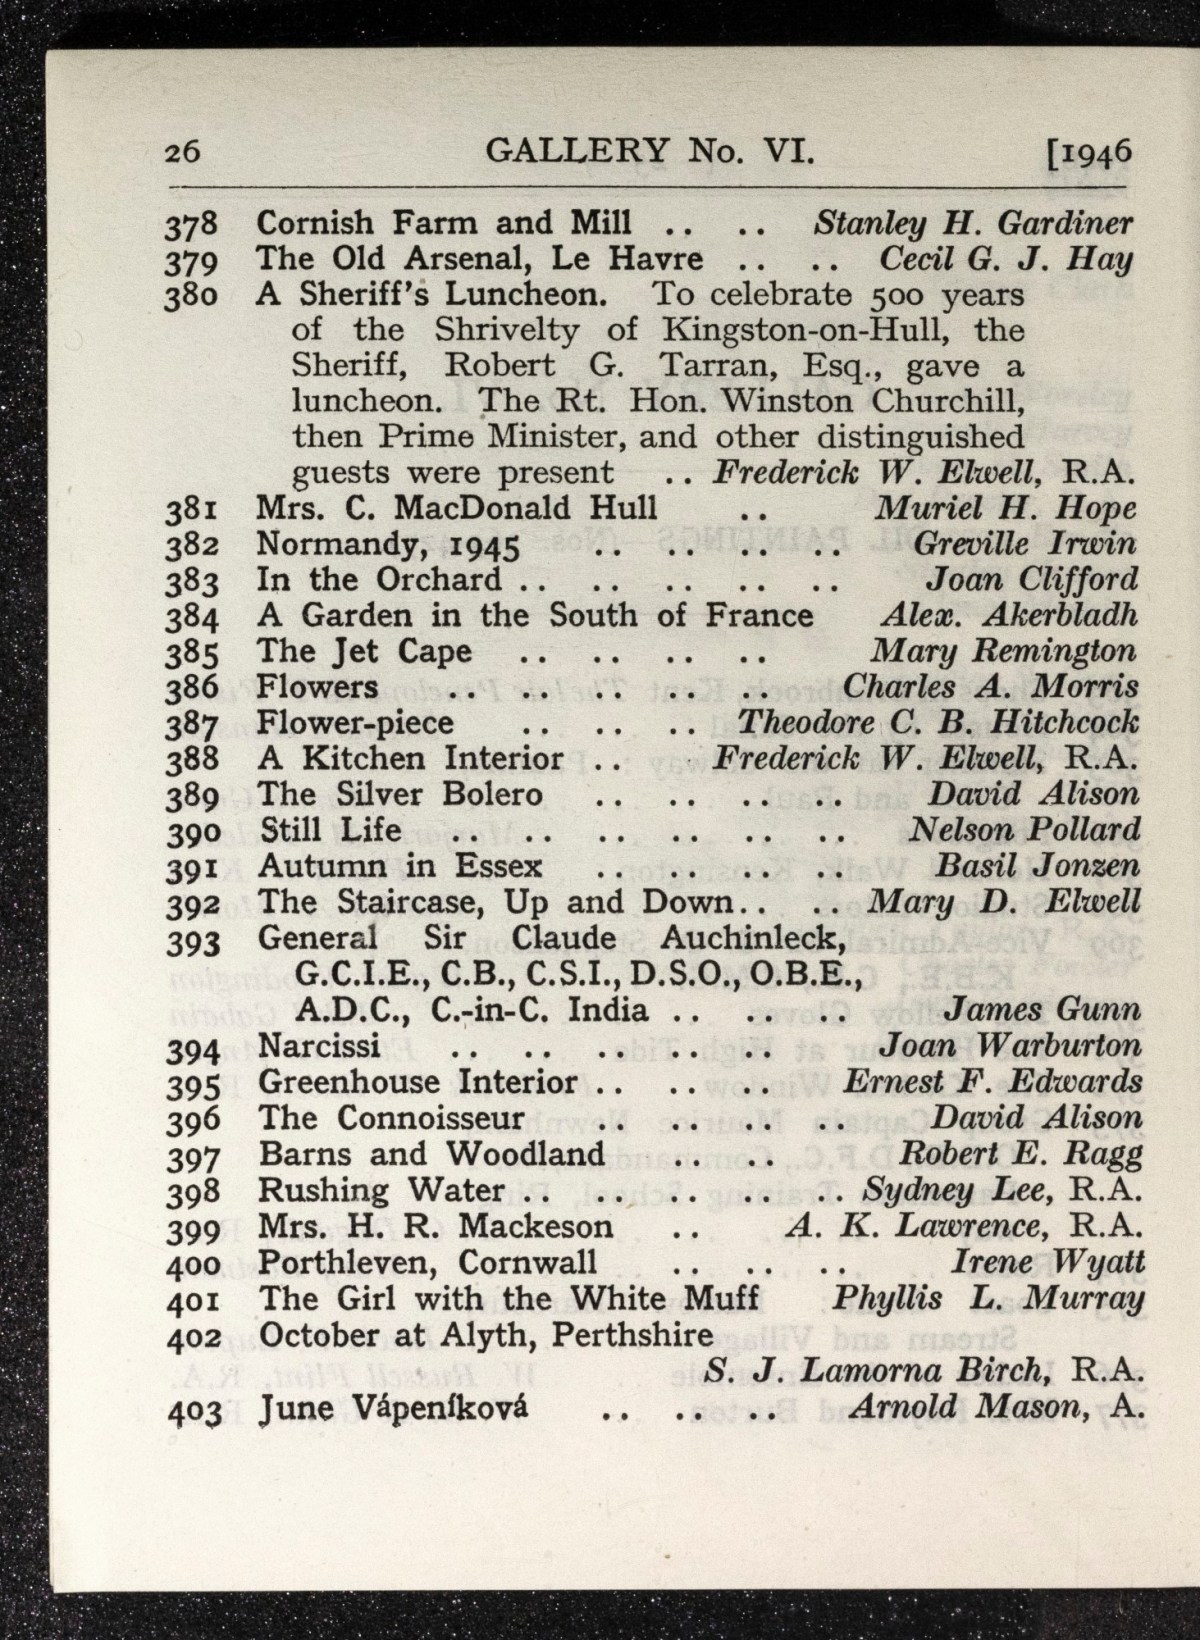 26 GALLERY No. VI. [1946
378 Cornish Farm and Mill .. .. Stanley H. Gardiner
379 The Old Arsenal, Le Havre .. .. Cecil G. J. Hay
380 A Sheriff's Luncheon. To celebrate 500 years
of the Shrivelty of Kingston-on-Hull, the
Sheriff, Robert G. Tarran, Esq., gave a
luncheon. The Rt. Hon. Winston Churchill,
then Prime Minister, and other distinguished
guests were present .. Frederick W. Elwell, R.A.
381 Mrs. C. MacDonald Hull .. Muriel H. Hope
382 Normandy, 1945 .. .. .. .. Greville Irwin
383 In the Orchard .. .. .. .. .. Joan Clifford
384 A Garden in the South of France Alex. Akerbladh
385 The Jet Cape .. .. .. .. Mary Remington
386 Flowers .. .. .. .. .. Charles A. Morris
387 Flower-piece .. .. .. Theodore C. B. Hitchcock
388 A Kitchen Interior .. Frederick W. Elwell, R.A.
389 The Silver Bolero .. .. .. .. David Alison
390 Still Life .. .. .. .. .. .. Nelson Pollard
391 Autumn in Essex .. .. .. .. Basil Jonzen
392 The Staircase, Up and Down.. .. Mary D. Elwell
393 General Sir Claude Auchinleck,
G.C.I.E., C.B., C.S.I., D.S.O., O.B.E.,
A.D.C., C.-in-C. India .. .. .. James Gunn
394 Narcissi .. .. .. .. .. Joan Warburton
395 Greenhouse Interior .. .. .. Ernest F. Edwards
396 The Connoisseur .. .. .. .. David Alison
397 Barns and Woodland .. .. Robert E. Ragg
398 Rushing Water .. .. .. .. .. Sydney Lee, R.A.
399 Mrs. H. R. Mackeson .. A. K. Lawrence, R.A.
400 Porthleven, Cornwall .. .. .. Irene Wyatt
401 The Girl with the White Muff Phyllis L. Murray
402 October at Alyth, Perthshire
S. J. Lamorna Birch, R.A.
403 June Vápeníková .. .. .. Arnold Mason, A.